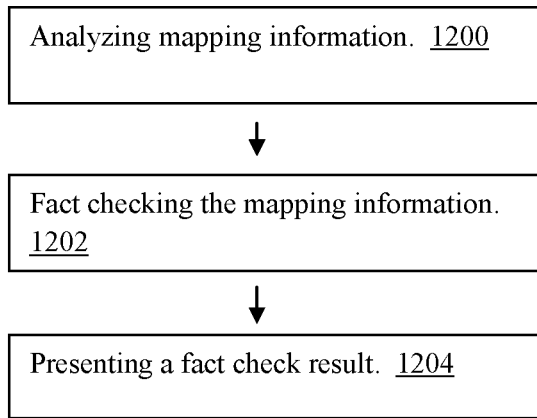 Analyzing mapping information. 1200
Fact checking the mapping information.
1202
Presenting a fact check result. 1204